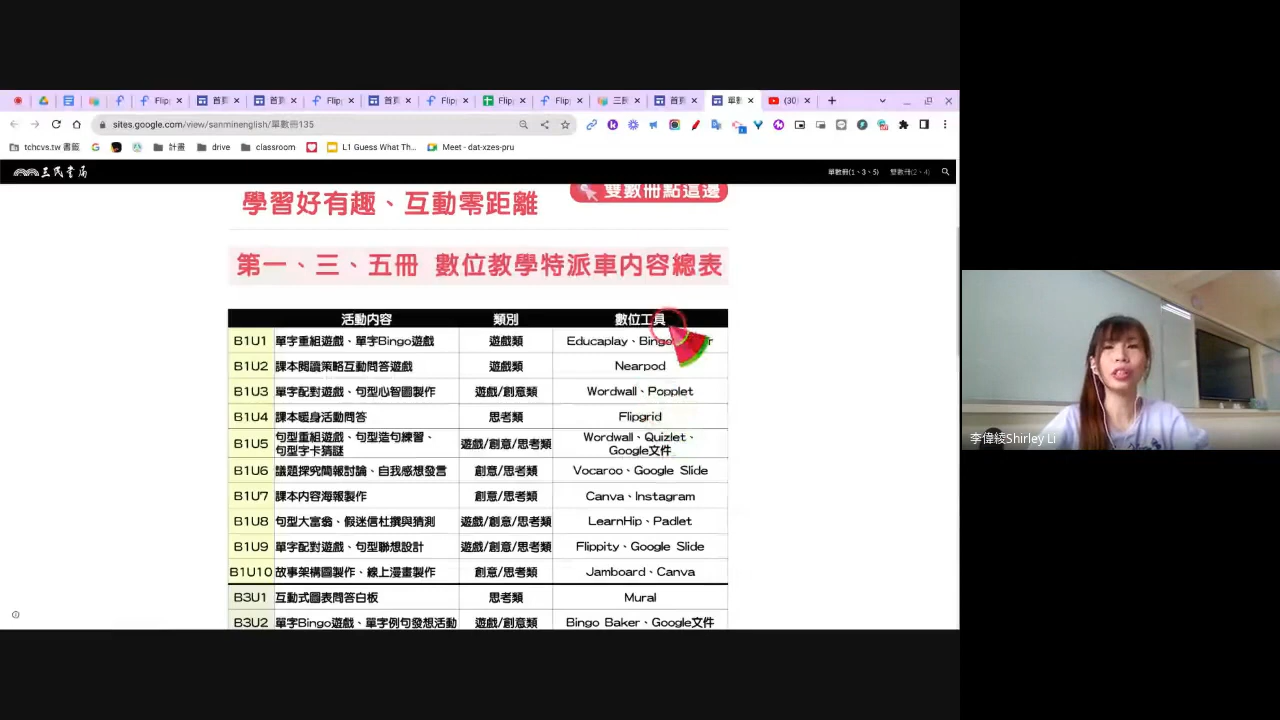 Flip
首頁
首頁
Flip
首頁
Flip
Flip
Flip
三民
首頁
單數
(30)
sites.google.com/view/sanminenglish/單數冊135
tchcvs.tw 書籤
計畫
drive
classroom
L1 Guess What Th...
Meet - dat-xzes-pru
三民書局
單數冊(1、3、5)
雙數冊(2、4)
雙數冊點這邊
學習好有趣、互動零距離
第一、三、五冊 數位教學特派車內容總表
活動內容 類別 數位工具
B1U1 單字重組遊戲、單字Bingo遊戲 遊戲類 Educaplay、Bingo
B1U2 課本閱讀策略互動問答遊戲 遊戲類 Nearpod
B1U3 單字配對遊戲、句型心智圖製作 遊戲/創意類 Wordwall、Popplet
B1U4 課本暖身活動問答 思考類 Flipgrid
B1U5 句型重組遊戲、句型造句練習、 遊戲/創意/思考類 Wordwall、Quizlet、
句型字卡猜謎 Google文件
B1U6 議題探究簡報討論、自我感想發言 創意/思考類 Vocaroo、Google Slide
B1U7 課本內容海報製作 創意/思考類 Canva、Instagram
B1U8 句型大富翁、假迷信杜撰與猜測 遊戲/創意/思考類 LearnHip、Padlet
B1U9 單字配對遊戲、句型聯想設計 遊戲/創意/思考類 Flippity、Google Slide
B1U10 故事架構圖製作、線上漫畫製作 創意/思考類 Jamboard、Canva
B3U1 互動式圖表問答白板 思考類 Mural
B3U2 單字Bingo遊戲、單字例句發想活動 遊戲/創意類 Bingo Baker、Google文件
李偉綾Shirley Li